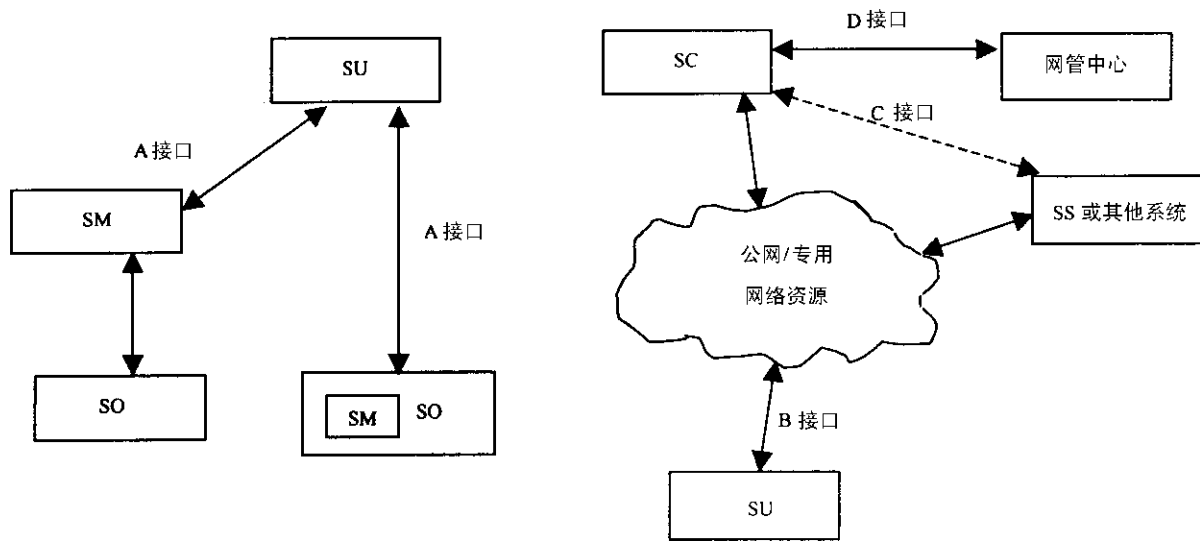 SU
A 接口
SM
A 接口
SO
SM
SO
D 接口
SC
网管中心
C 接口
SS 或其他系统
公网/专用
网络资源
B 接口
SU